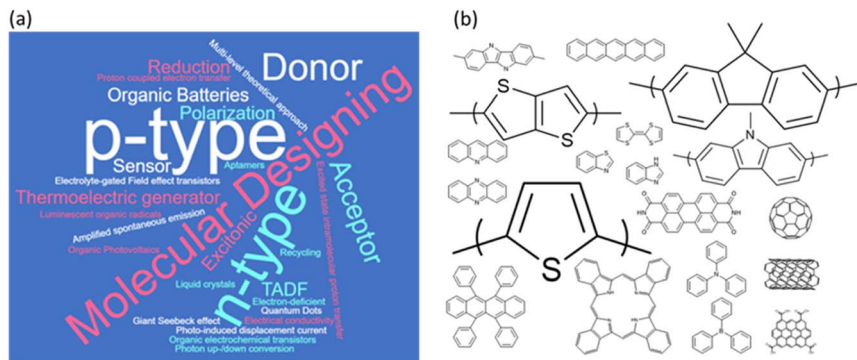 (a)
Reduction
Proton coupled electron transfer
Multi-level theoretical approach
Donor
Organic Batteries
Polarization
p-type
Sensor
Aptamers
Electrolyte-gated Field effect transistors
Thermoelectric generator
Luminescent organic radicals
Amplified spontaneous emission
Organic Photovoltaics
Molecular Designing
Excitonic
Excited state intramolecular proton transfer
Acceptor
n-type
Recycling
Liquid crystals
TADF
Electron-deficient
Quantum Dots
Giant Seebeck effect
Electrical conductivity
Photo-induced displacement current
Organic electrochemical transistors
Photon up-/down conversion
(b)
N
N
S
S
S
S
S
S
N
N
S
N
H
N
N
N
N
O
O
HN
NH
O
O
S
N
B